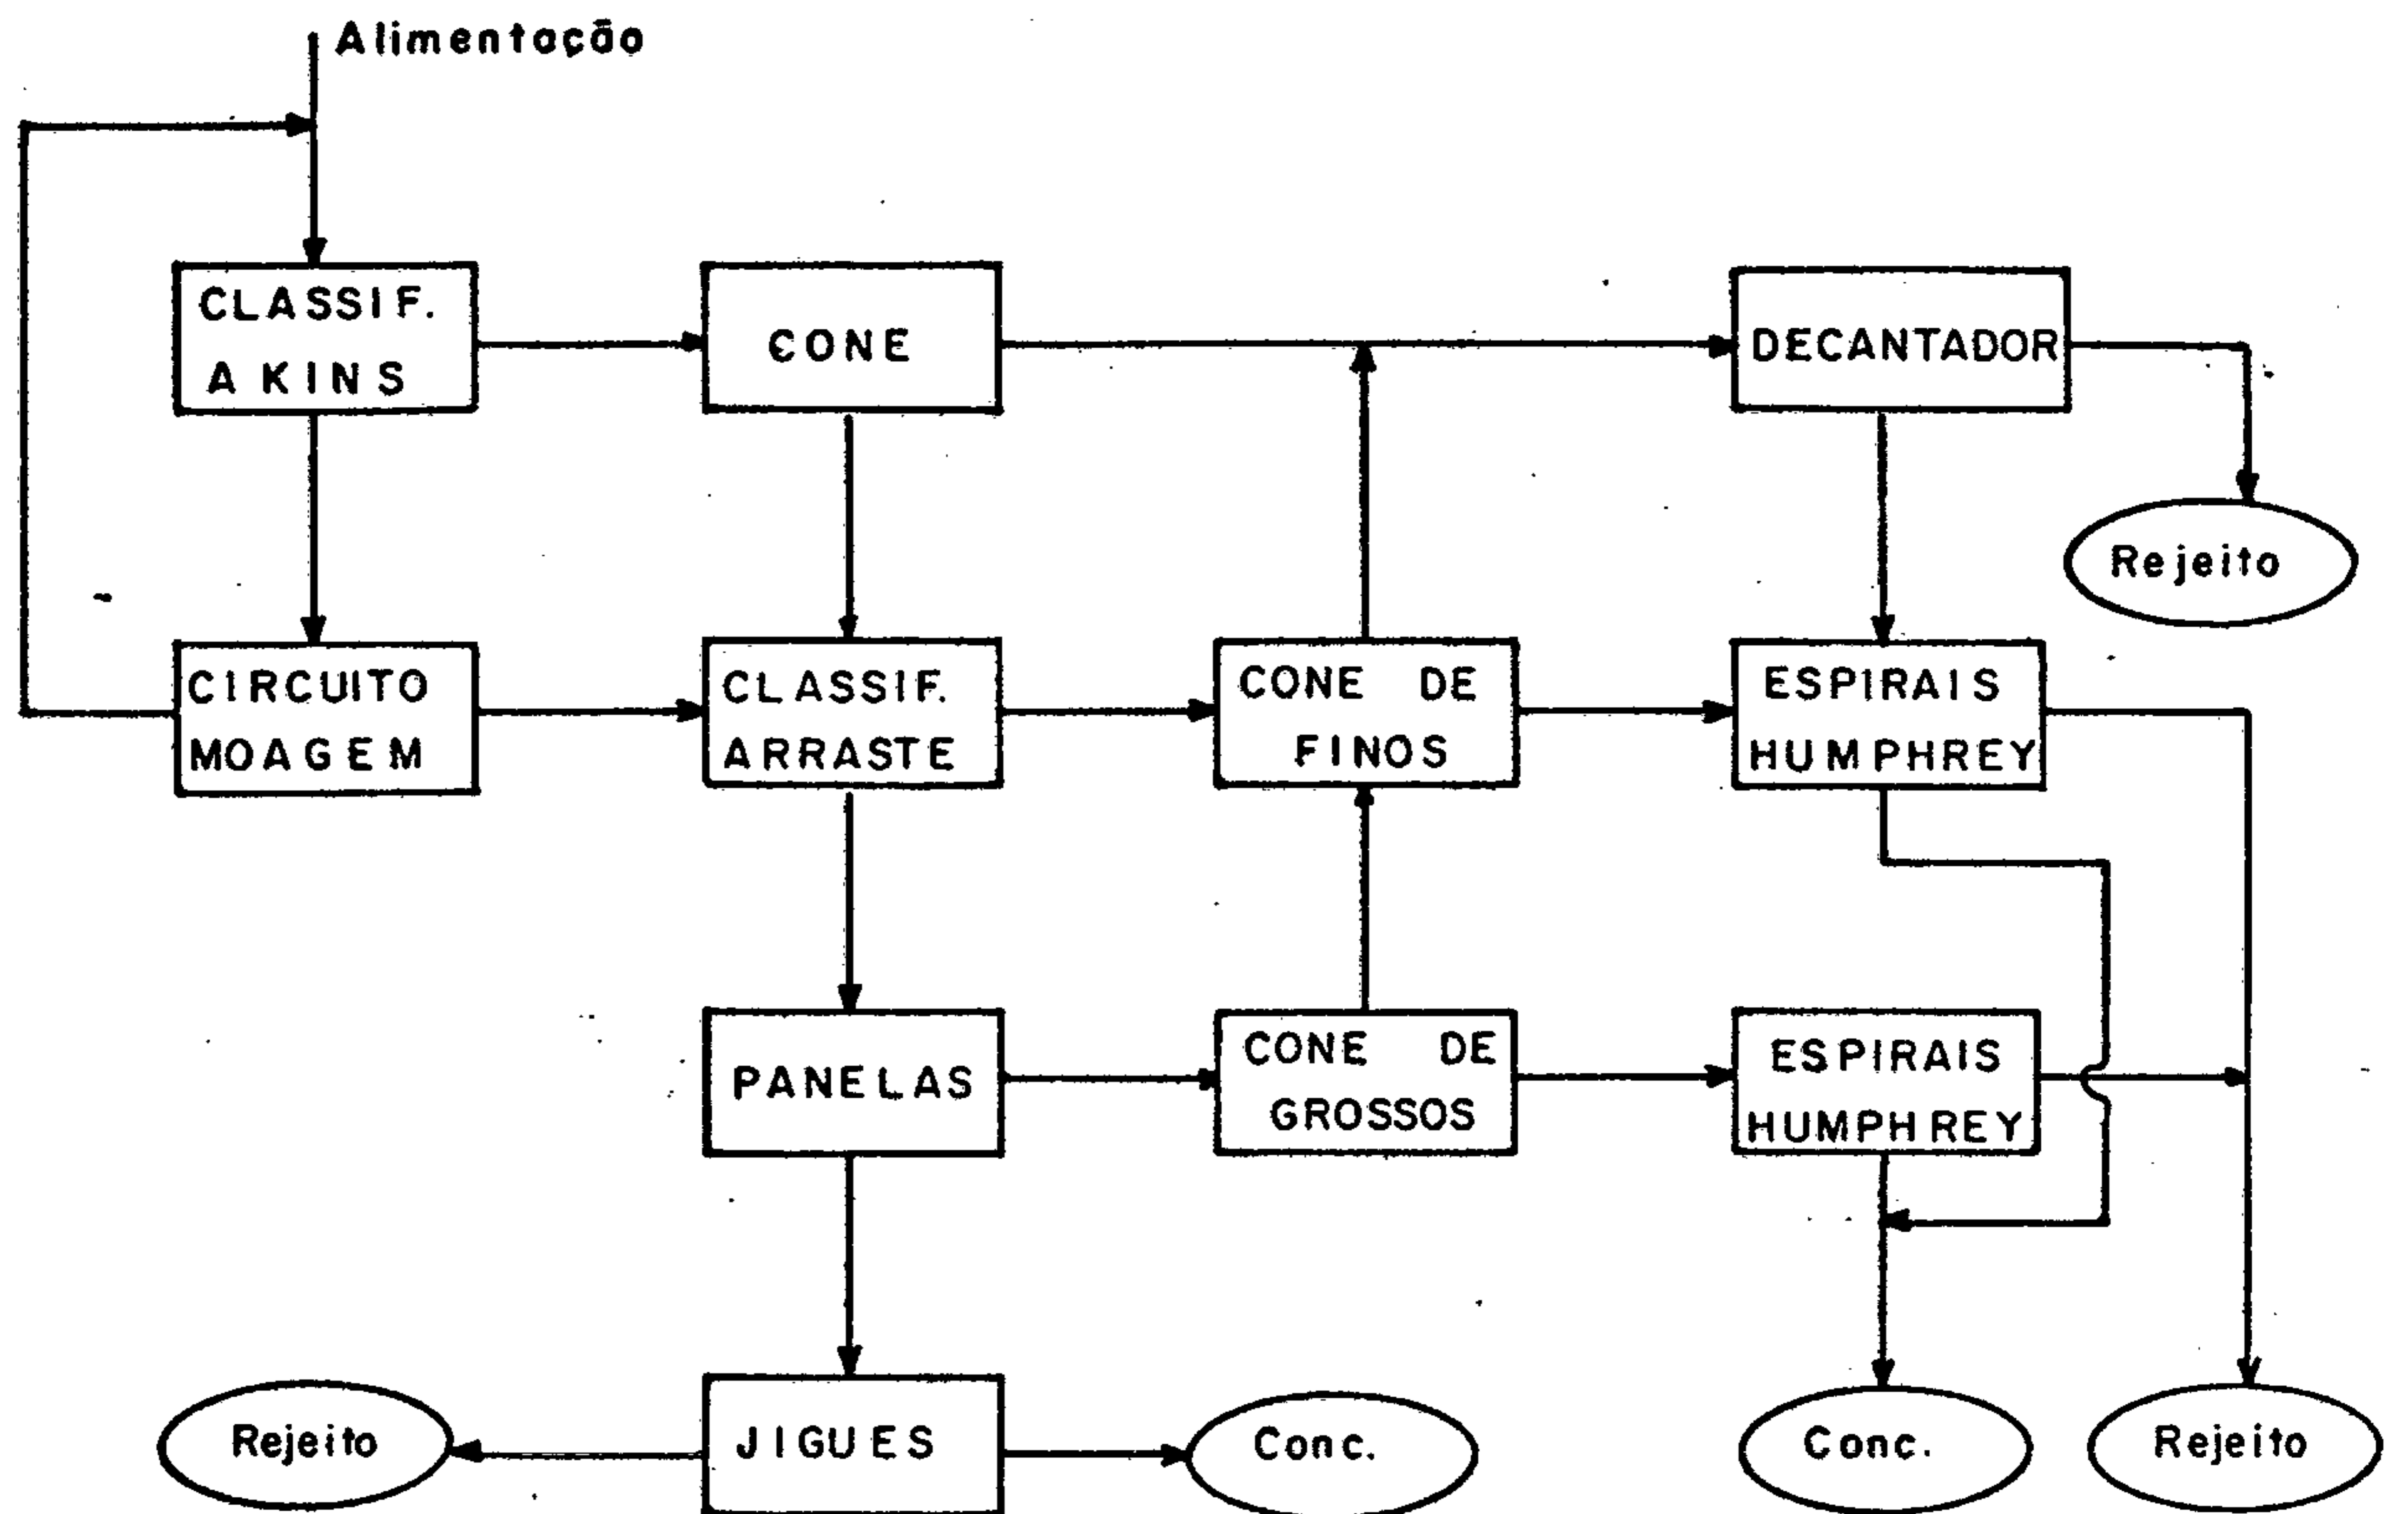 Alimentação
CLASSIF.
AKINS
CONE
DECANTADOR
Rejeito
CIRCUITO
MOAGEM
CLASSIF.
ARRASTE
CONE DE
FINOS
ESPIRAIS
HUMPHREY
PANELAS
CONE DE
GROSSOS
ESPIRAIS
HUMPHREY
Rejeito
JIGUES
Conc.
Conc.
Rejeito